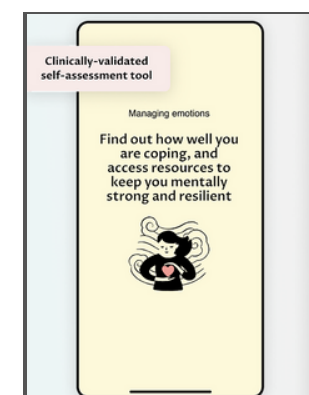 Clinically-validated
self-assessment tool
Managing emotions
Find out how well you
are coping, and
access resources to
keep you mentally
strong and resilient